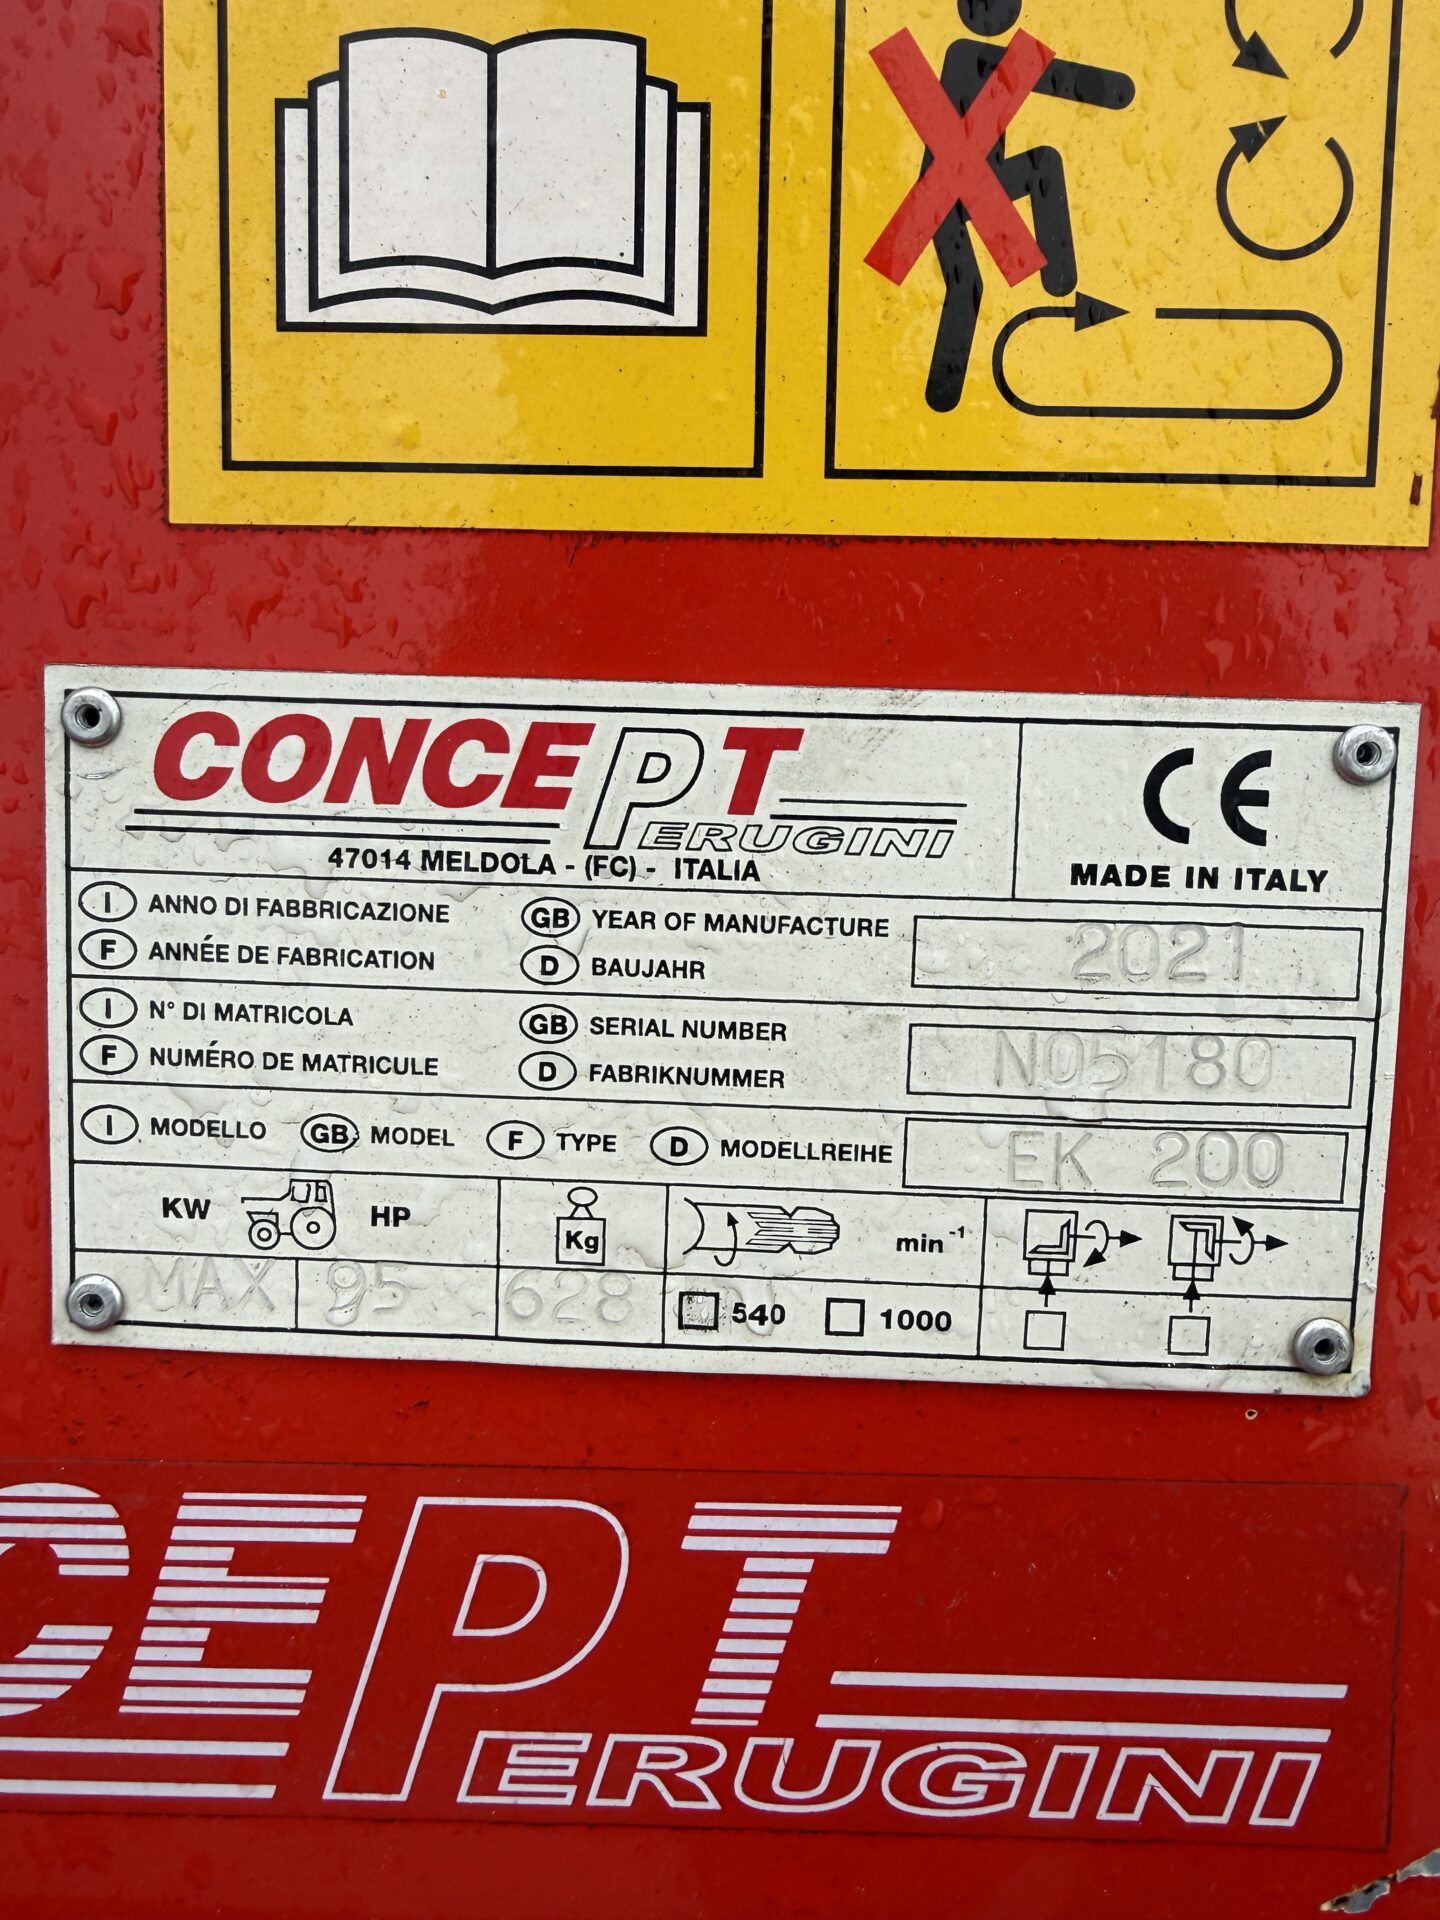 CONCEPT
PERUGINI
47014 MELDOLA - (FC) - ITALIA
CE
MADE IN ITALY
I ANNO DI FABBRICAZIONE GB YEAR OF MANUFACTURE 2021
F ANNÉE DE FABRICATION D BAUJAHR
I N° DI MATRICOLA GB SERIAL NUMBER N05180
F NUMÉRO DE MATRICULE D FABRIKNUMMER
I MODELLO GB MODEL F TYPE D MODELLREIHE EK 200
KW HP Kg min-1
MAX 95 628 540 1000
CEPT
PERUGINI